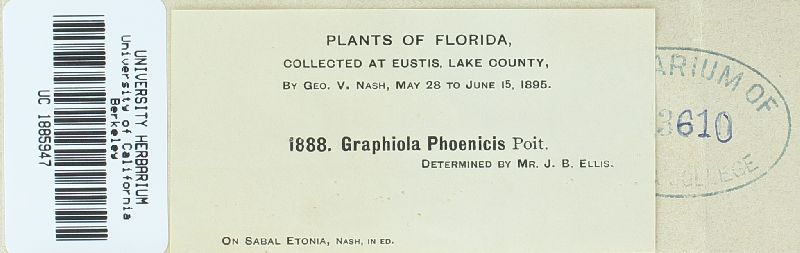 UNIVERSITY HERBARIUM
University of California
Berkeley
UC 1885947
PLANTS OF FLORIDA,
COLLECTED AT EUSTIS, LAKE COUNTY,
BY GEO. V. NASH, MAY 28 TO JUNE 15, 1895.
1888. Graphiola Phoenicis Poit.
DETERMINED BY MR. J. B. ELLIS.
ON SABAL ETONIA, NASH, IN ED.
OF
3610